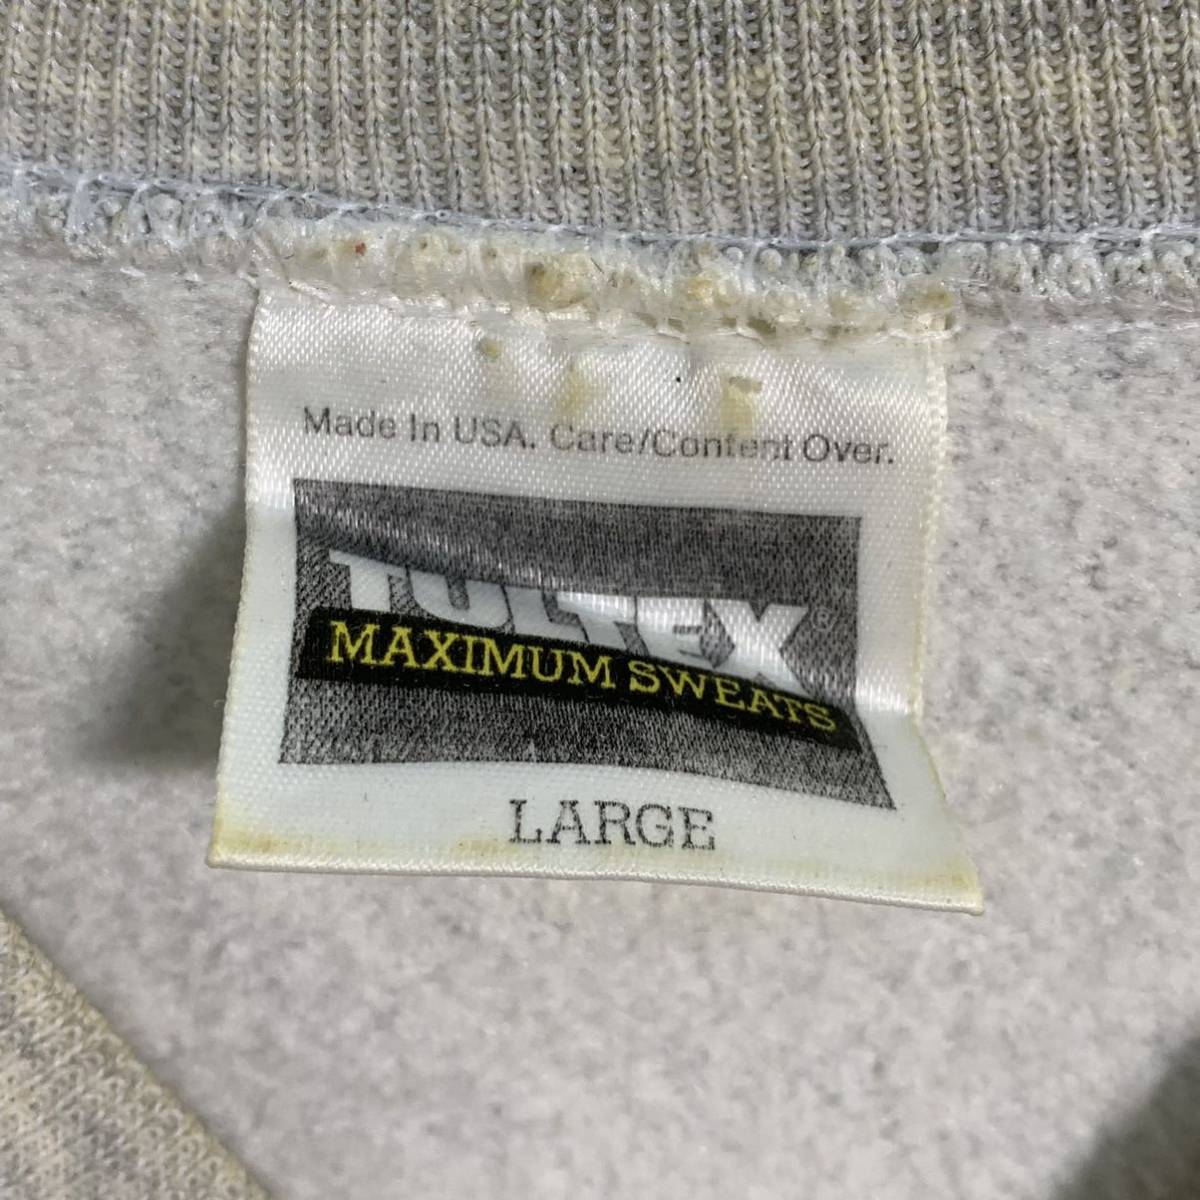 Made In USA. Care/Content Over.
TULTEX®
MAXIMUM SWEATS
LARGE